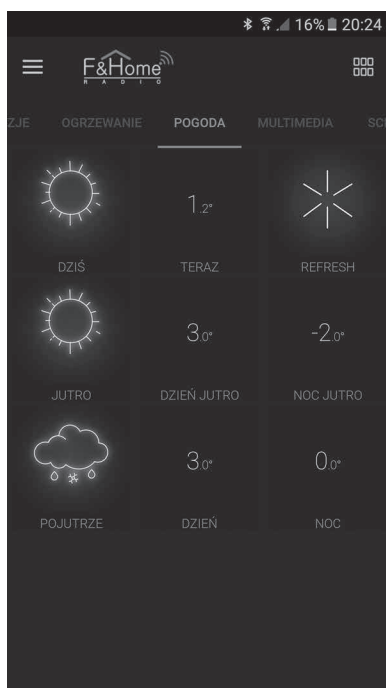 16% 20:24
F&Home
RADIO
ZJE OGRZEWANIE POGODA MULTIMEDIA SC
1.2°
DZIŚ TERAZ REFRESH
3.0° -2.0°
JUTRO DZIEŃ JUTRO NOC JUTRO
3.0° 0.0°
POJUTRZE DZIEŃ NOC